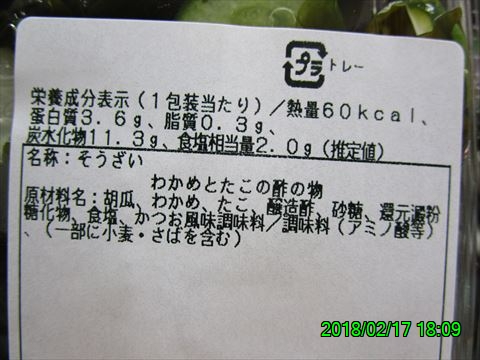 プラ トレー
栄養成分表示（1包装当たり）／熱量60kcal、
蛋白質3.6g、脂質0.3g、
炭水化物11.3g、食塩相当量2.0g（推定値）
名称：そうざい
わかめとたこの酢の物
原材料名：胡瓜、わかめ、たこ、醸造酢、砂糖、還元澱粉
糖化物、食塩、かつお風味調味料／調味料（アミノ酸等）
、（一部に小麦・さばを含む）
2018/02/17 18:09